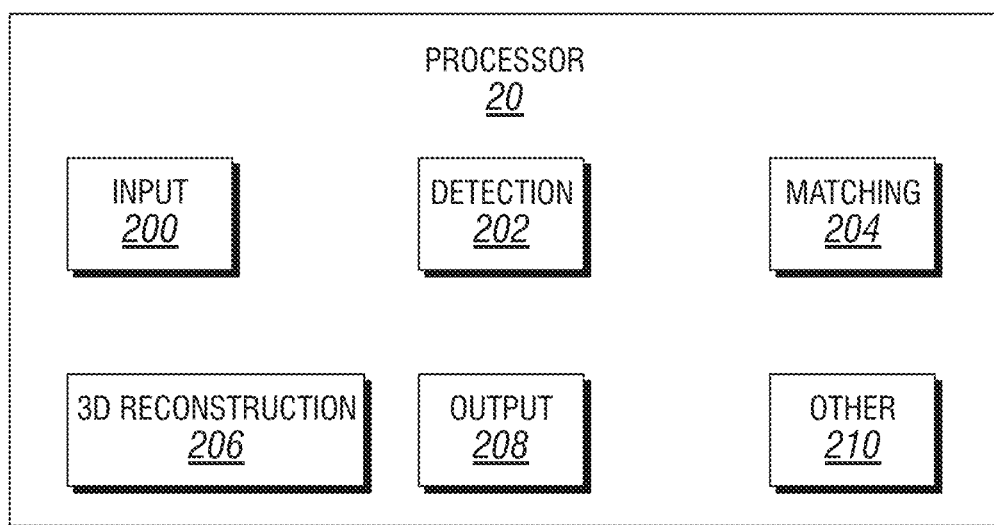 PROCESSOR
20
INPUT
200
DETECTION
202
MATCHING
204
3D RECONSTRUCTION
206
OUTPUT
208
OTHER
210